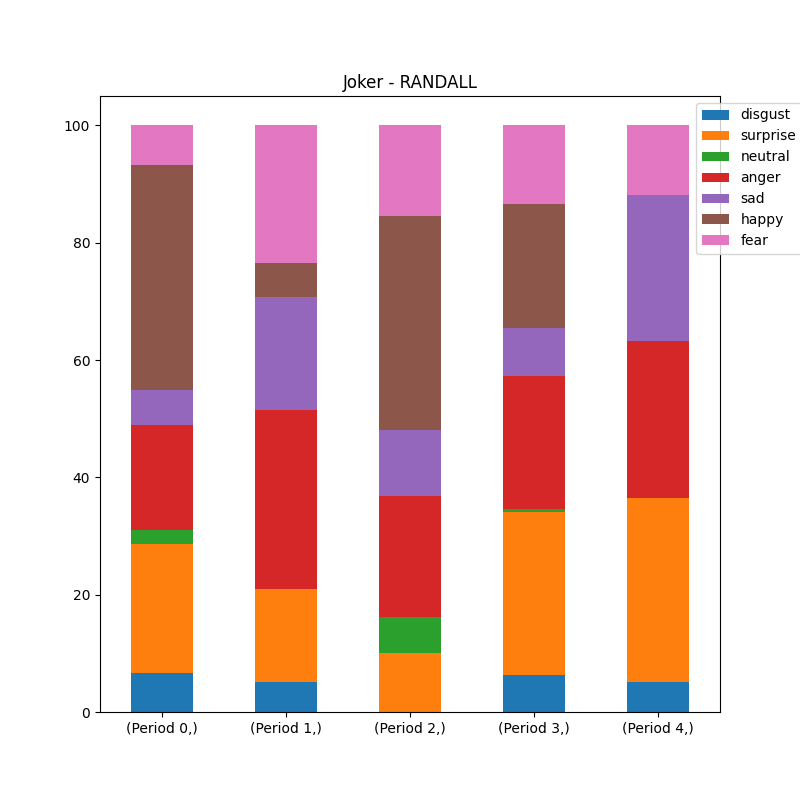 Joker - RANDALL
100
80
60
40
20
0
(Period 0,) (Period 1,) (Period 2,) (Period 3,) (Period 4,)
disgust
surprise
neutral
anger
sad
happy
fear